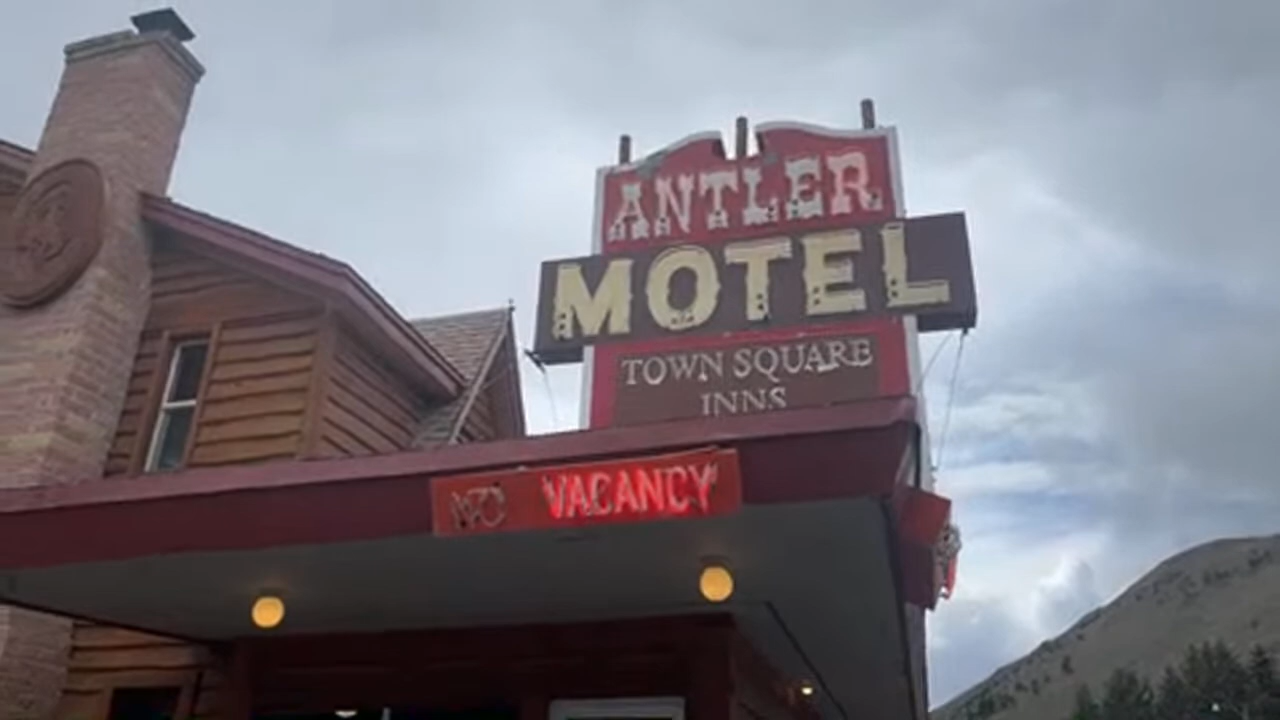 ANTLER
MOTEL
TOWN SQUARE
INNS
NO VACANCY